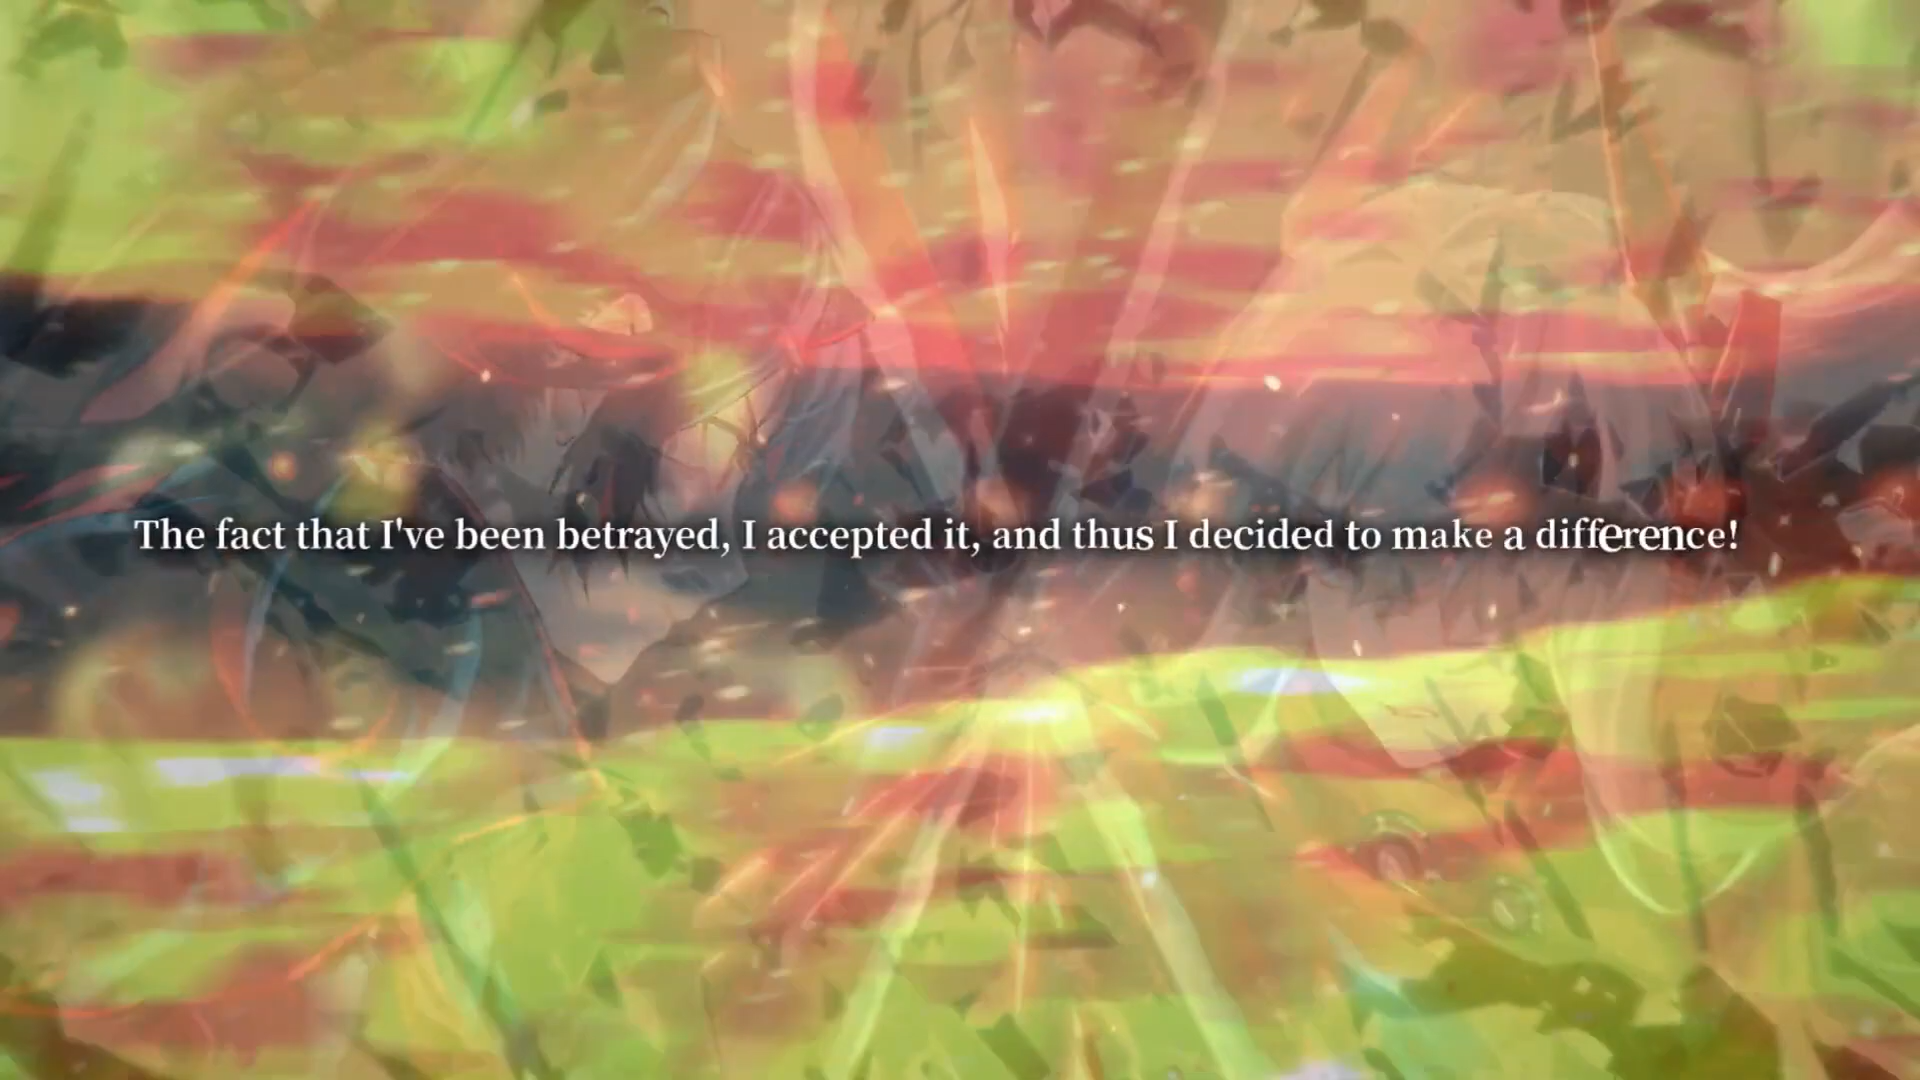 The fact that I've been betrayed, I accepted it, and thus I decided to make a difference!